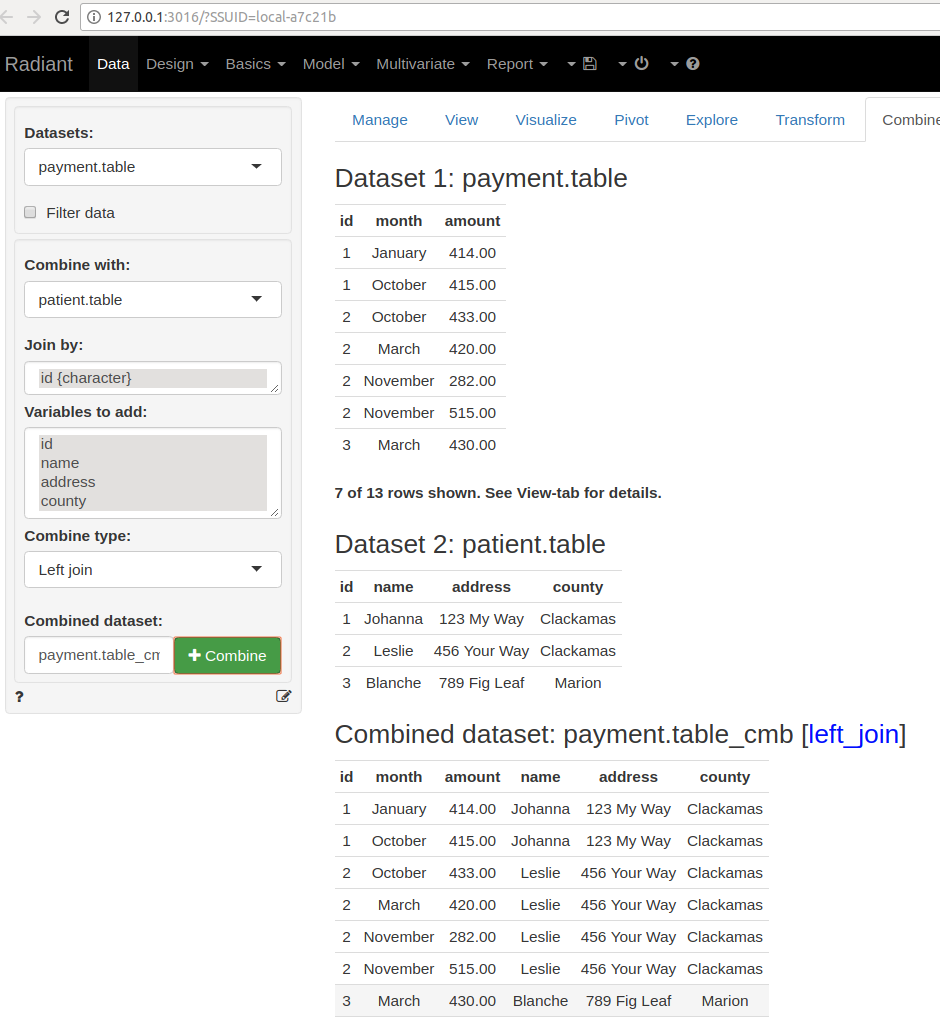 127.0.0.1:3016/?SSUID=local-a7c21b
Radiant Data Design Basics Model Multivariate Report
Datasets:
payment.table
Filter data
Combine with:
patient.table
Join by:
id {character}
Variables to add:
id
name
address
county
Combine type:
Left join
Combined dataset:
payment.table_cm
Combine
?
Manage View Visualize Pivot Explore Transform Combine
Dataset 1: payment.table
id month amount
1 January 414.00
1 October 415.00
2 October 433.00
2 March 420.00
2 November 282.00
2 November 515.00
3 March 430.00
7 of 13 rows shown. See View-tab for details.
Dataset 2: patient.table
id name address county
1 Johanna 123 My Way Clackamas
2 Leslie 456 Your Way Clackamas
3 Blanche 789 Fig Leaf Marion
Combined dataset: payment.table_cmb [left_join]
id month amount name address county
1 January 414.00 Johanna 123 My Way Clackamas
1 October 415.00 Johanna 123 My Way Clackamas
2 October 433.00 Leslie 456 Your Way Clackamas
2 March 420.00 Leslie 456 Your Way Clackamas
2 November 282.00 Leslie 456 Your Way Clackamas
2 November 515.00 Leslie 456 Your Way Clackamas
3 March 430.00 Blanche 789 Fig Leaf Marion